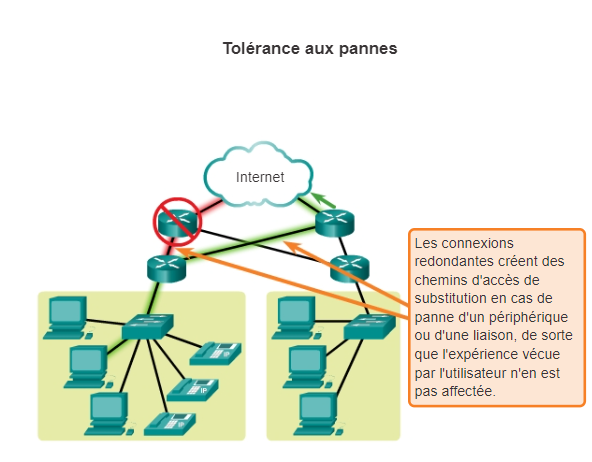 Tolérance aux pannes
Internet
Les connexions
redondantes créent des
chemins d'accès de
substitution en cas de
panne d'un périphérique
ou d'une liaison, de sorte
que l'expérience vécue
par l'utilisateur n'en est
pas affectée.
IP